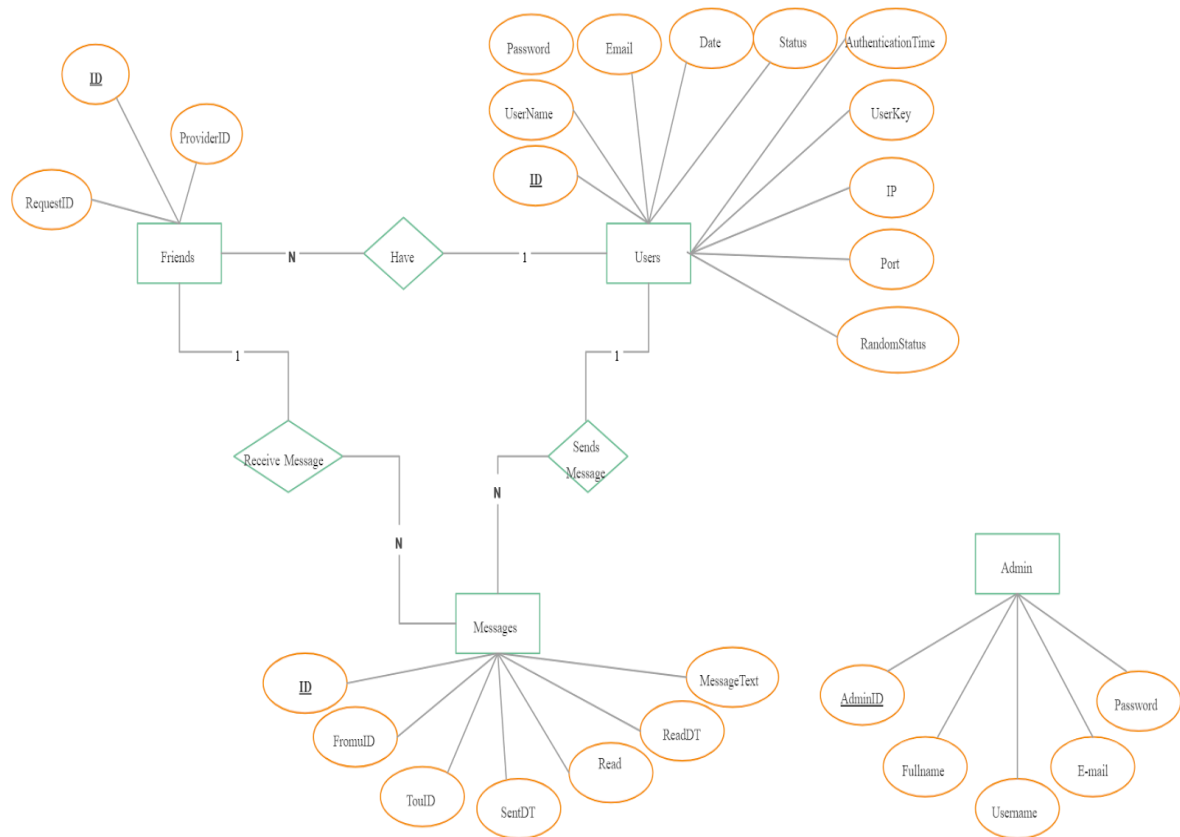 Password
Email
Date
Status
AuthenticationTime
ID
ProviderID
RequestID
UserName
UserKey
ID
IP
Friends
N
Have
1
Users
Port
RandomStatus
1
1
Receive Message
Sends
Message
N
N
Admin
Messages
ID
MessageText
AdminID
Password
FromuID
ReadDT
Read
Fullname
E-mail
TouID
SentDT
Username